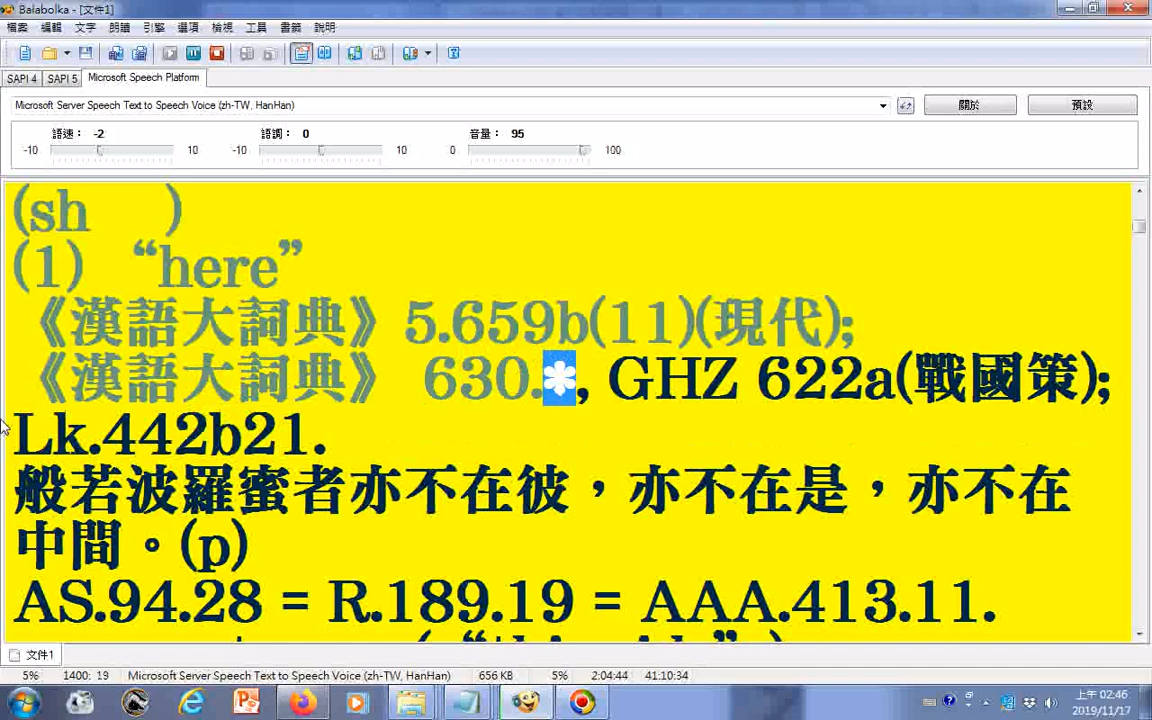 Balabolka - [文件1]
檔案 編輯 文字 朗讀 引擎 選項 檢視 工具 書籤 說明
SAPI 4 SAPI 5 Microsoft Speech Platform
Microsoft Server Speech Text to Speech Voice (zh-TW, HanHan) 關於 預設
語速： -2 語調： 0 音量： 95
-10 10 -10 10 0 100
(sh )
(1) “here”
《漢語大詞典》 5.659b(11)(現代);
《漢語大詞典》 630.✽, GHZ 622a(戰國策);
Lk.442b21.
般若波羅蜜者亦不在彼，亦不在是，亦不在
中間。(p)
AS.94.28 = R.189.19 = AAA.413.11.
文件1
5% 1400: 19 Microsoft Server Speech Text to Speech Voice (zh-TW, HanHan) 656 KB 5% 2:04:44 41:10:34
上午 02:46
2019/11/17